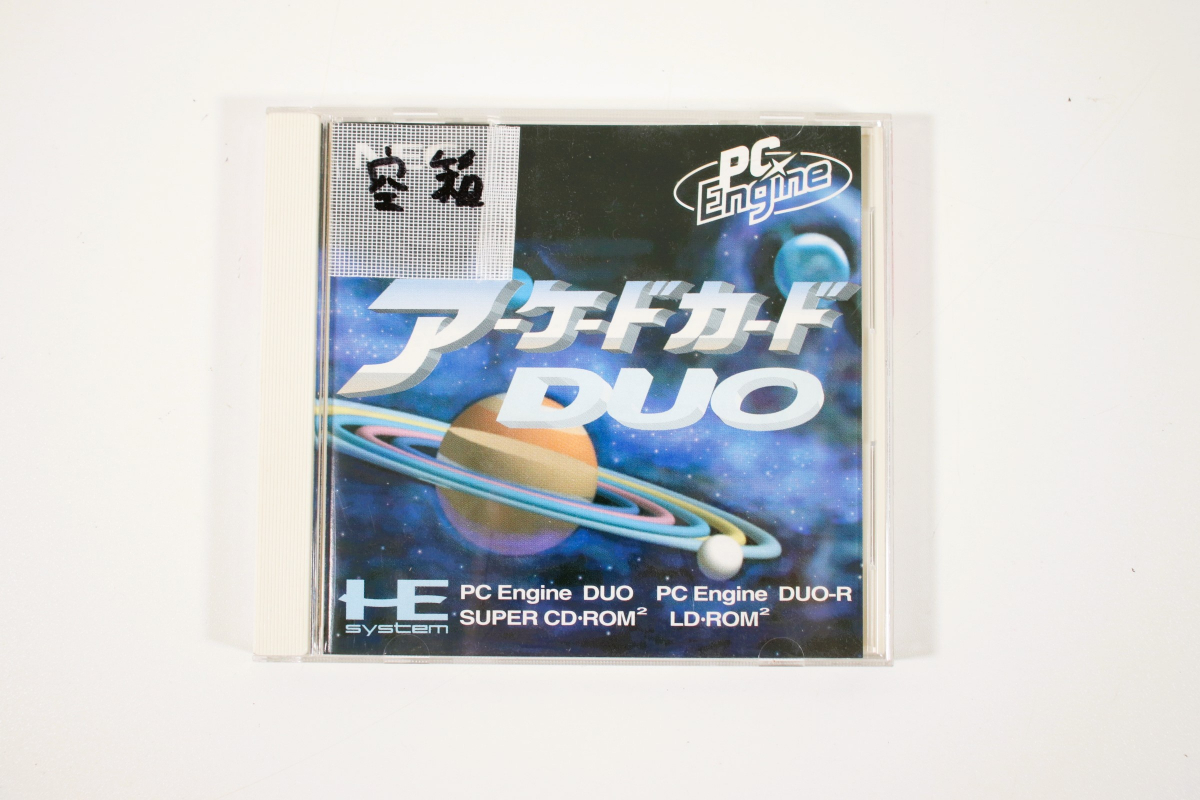 空箱
PC Engine
アーケードカード
DUO
HE system
PC Engine DUO PC Engine DUO-R
SUPER CD・ROM² LD・ROM²